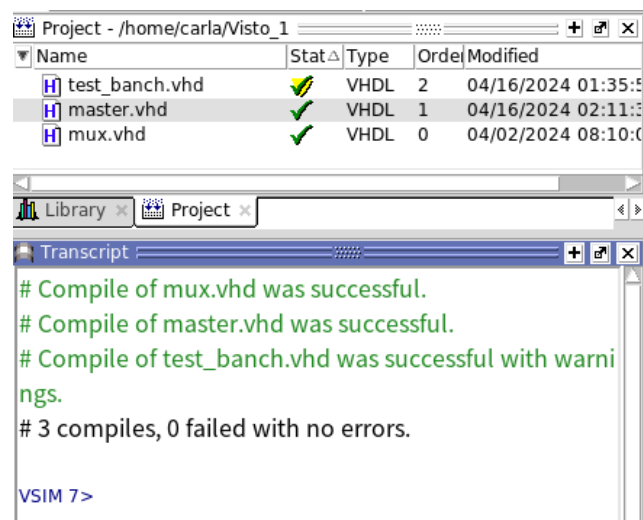 Project - /home/carla/Visto_1
Name Stat Type Order Modified
test_banch.vhd VHDL 2 04/16/2024 01:35:5
master.vhd VHDL 1 04/16/2024 02:11:3
mux.vhd VHDL 0 04/02/2024 08:10:0
Library Project
Transcript
# Compile of mux.vhd was successful.
# Compile of master.vhd was successful.
# Compile of test_banch.vhd was successful with warni
ngs.
# 3 compiles, 0 failed with no errors.
VSIM 7>